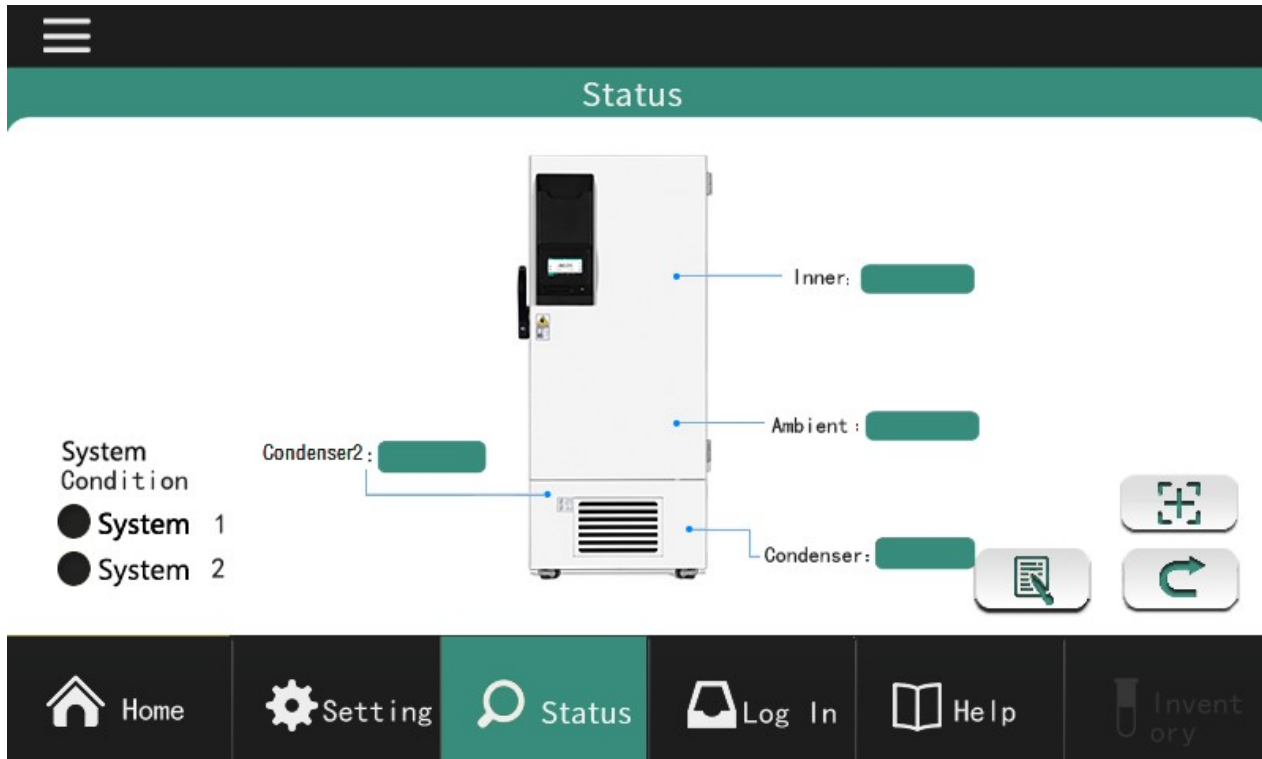 Status
Inner:
Ambient :
Condenser2 :
System
Condition
System 1
System 2
Condenser:
Home
Setting
Status
Log In
Help
Invent
ory